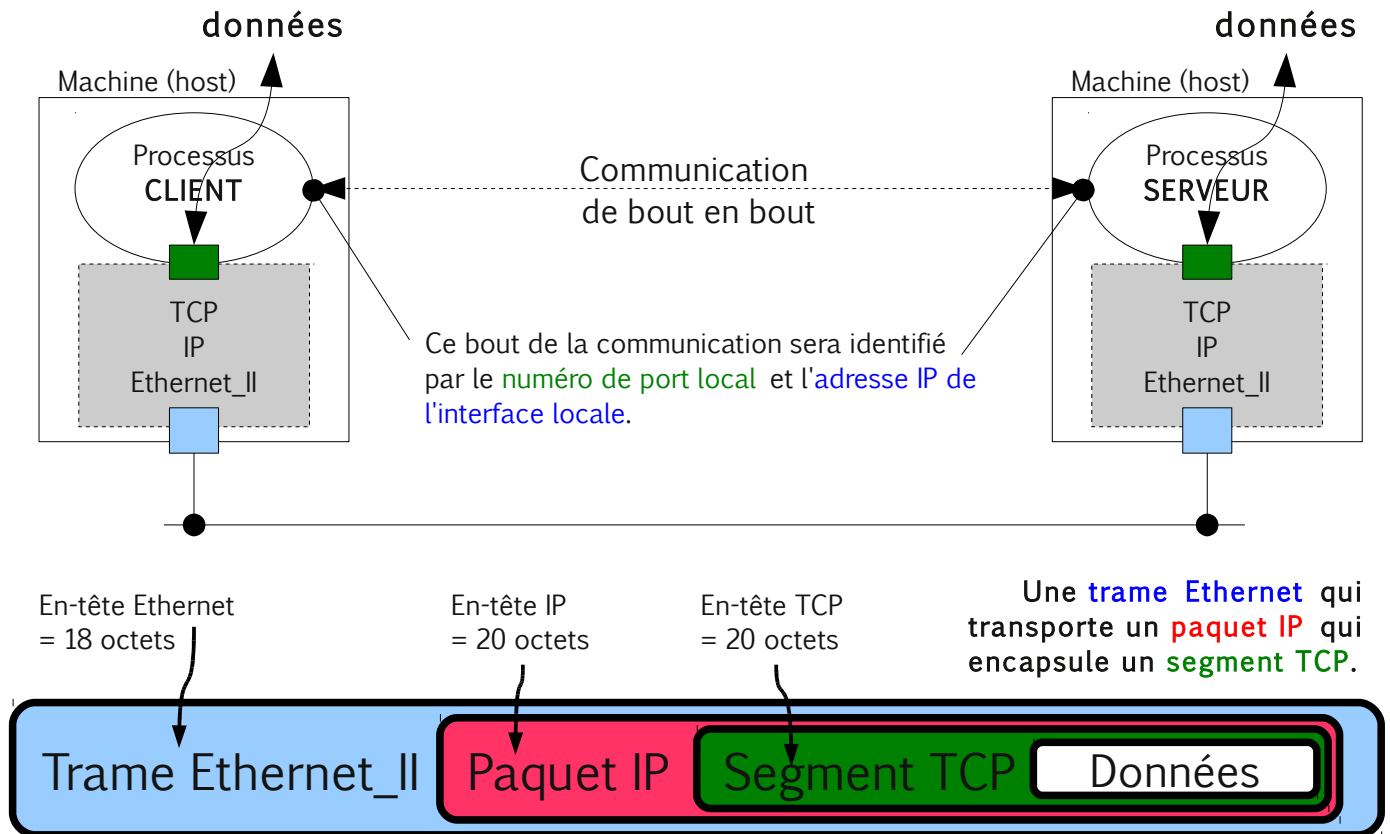 données
données
Machine (host)
Machine (host)
Processus
CLIENT
Communication
de bout en bout
Processus
SERVEUR
TCP
IP
Ethernet_II
Ce bout de la communication sera identifié
par le numéro de port local et l'adresse IP de
l'interface locale.
TCP
IP
Ethernet_II
En-tête Ethernet
= 18 octets
En-tête IP
= 20 octets
En-tête TCP
= 20 octets
Une trame Ethernet qui
transporte un paquet IP qui
encapsule un segment TCP.
Trame Ethernet_II
Paquet IP
Segment TCP
Données